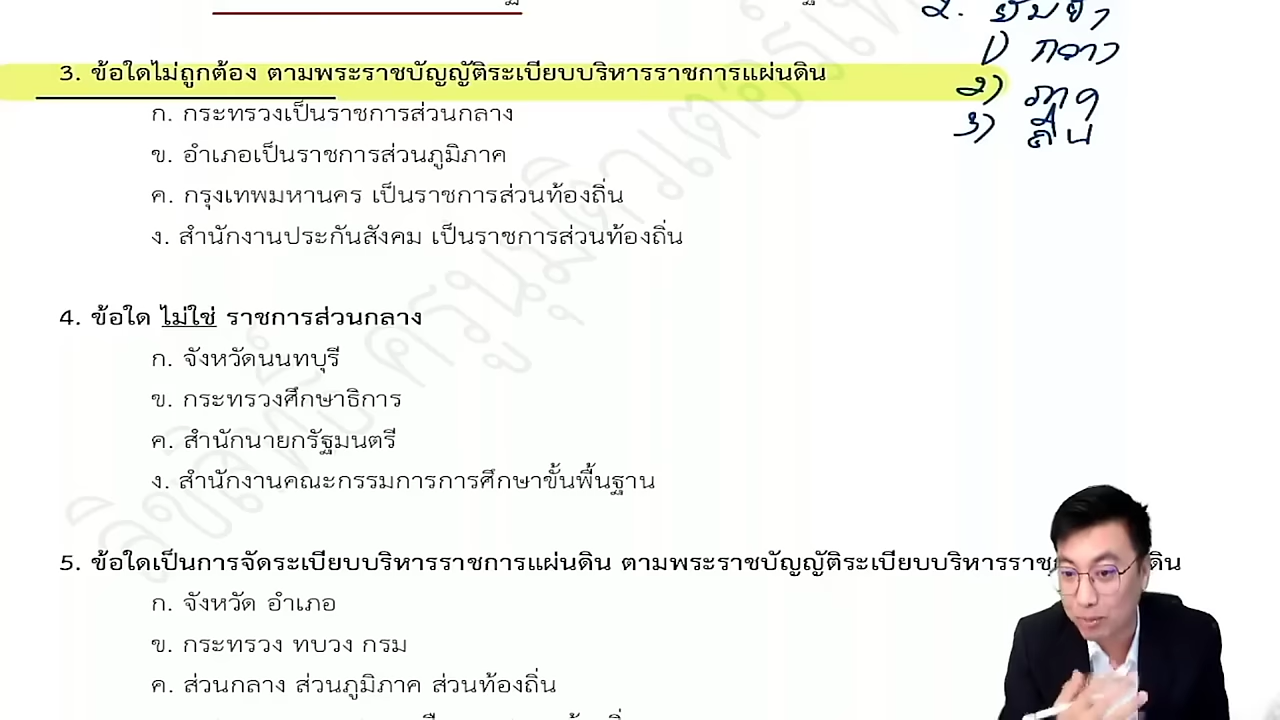 2. ยับยำ
1) กลาง
3. ข้อใดไม่ถูกต้อง ตามพระราชบัญญัติระเบียบบริหารราชการแผ่นดิน
2) ภาค
ก. กระทรวงเป็นราชการส่วนกลาง
3) ถิ่น
ข. อำเภอเป็นราชการส่วนภูมิภาค
ค. กรุงเทพมหานคร เป็นราชการส่วนท้องถิ่น
ง. สำนักงานประกันสังคม เป็นราชการส่วนท้องถิ่น
4. ข้อใด ไม่ใช่ ราชการส่วนกลาง
ก. จังหวัดนนทบุรี
ข. กระทรวงศึกษาธิการ
ค. สำนักนายกรัฐมนตรี
ง. สำนักงานคณะกรรมการการศึกษาขั้นพื้นฐาน
5. ข้อใดเป็นการจัดระเบียบบริหารราชการแผ่นดิน ตามพระราชบัญญัติระเบียบบริหารราช ดิน
ก. จังหวัด อำเภอ
ข. กระทรวง ทบวง กรม
ค. ส่วนกลาง ส่วนภูมิภาค ส่วนท้องถิ่น